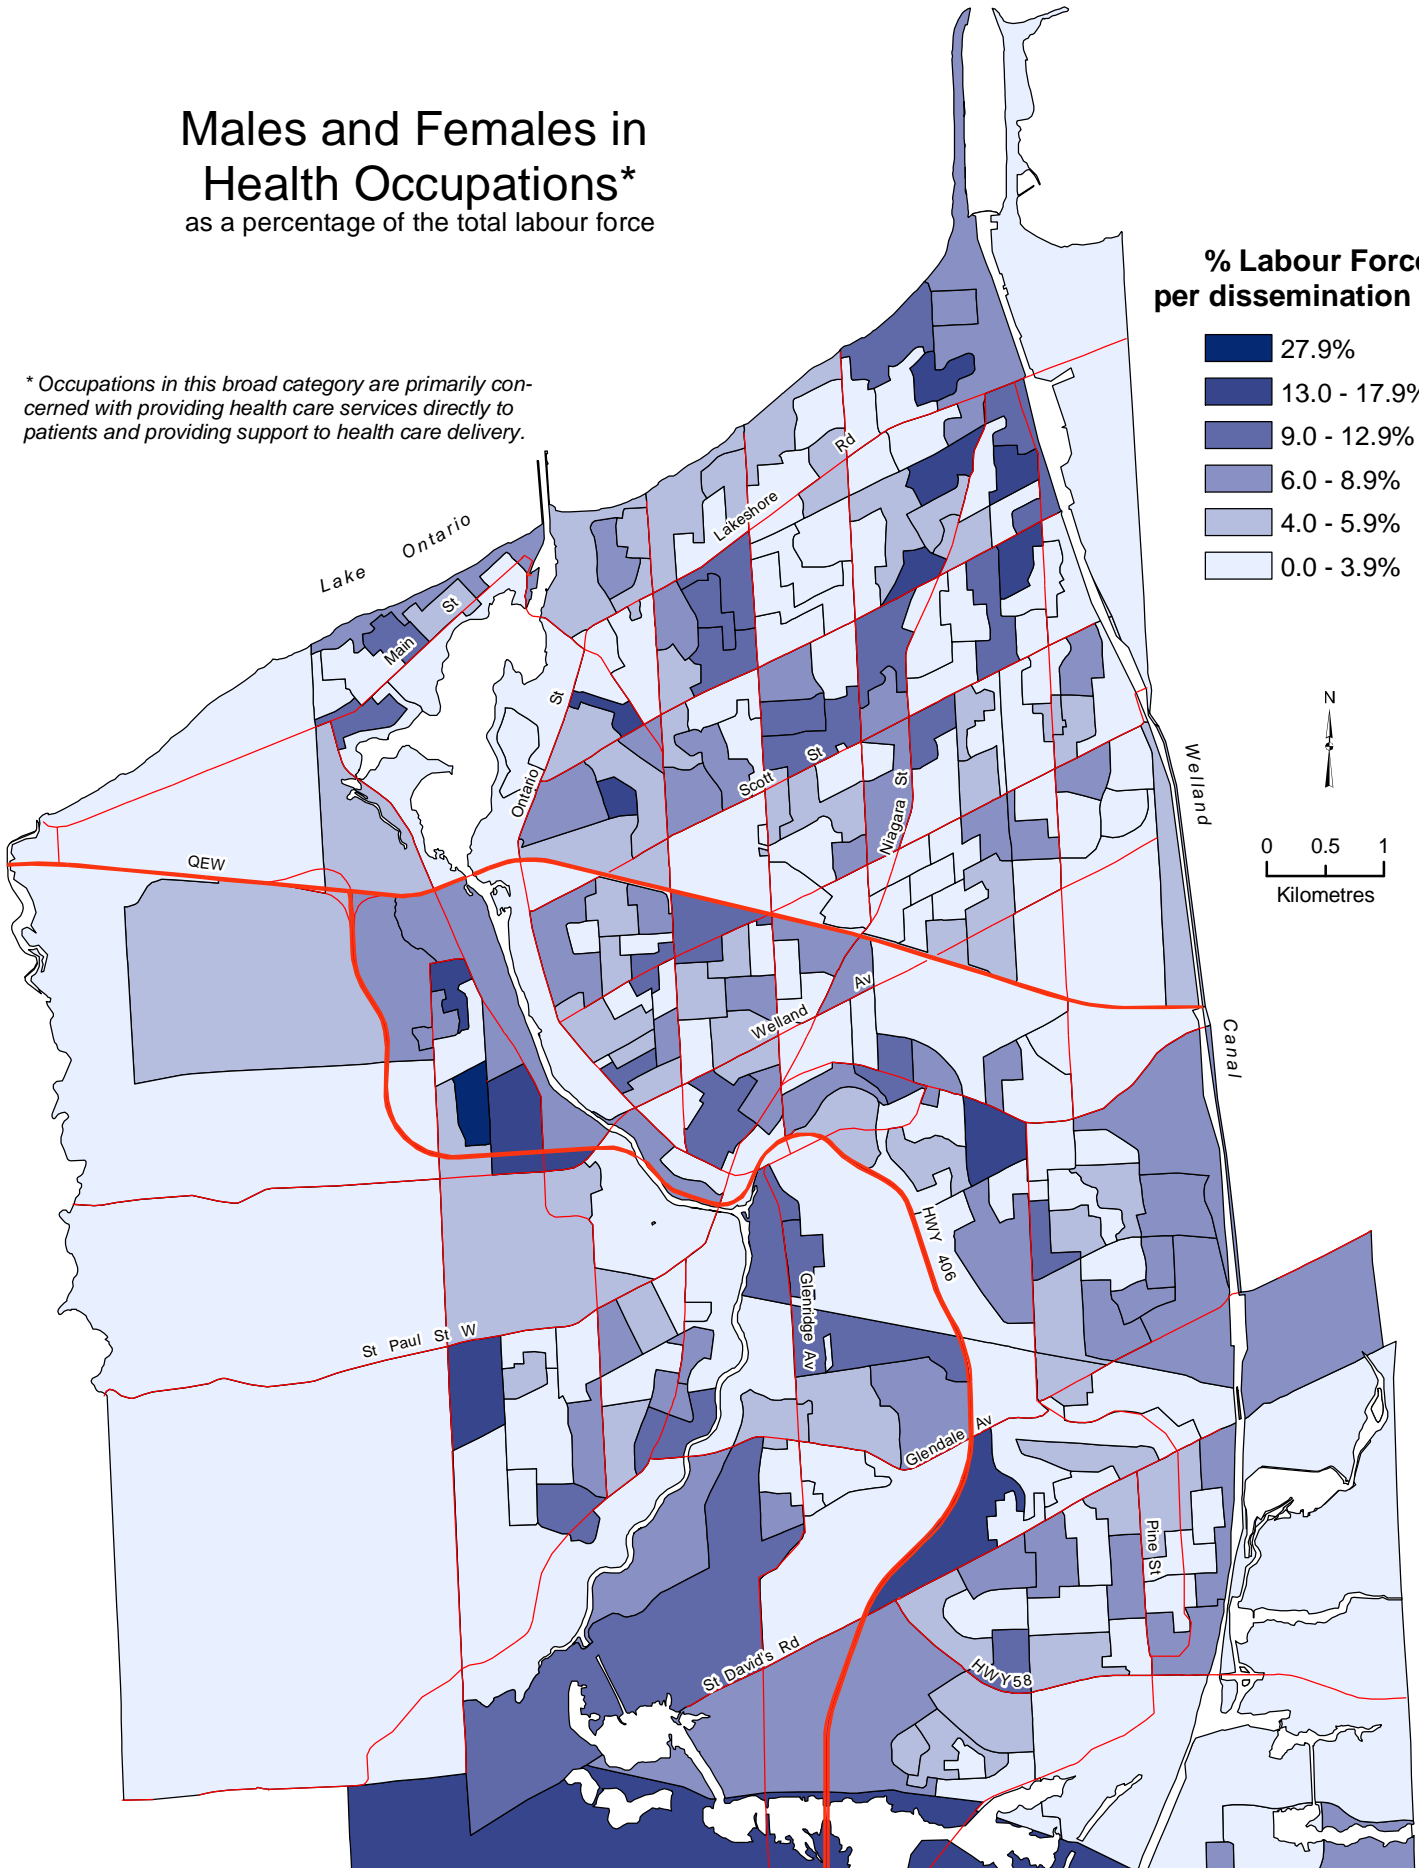 Males and Females in
Health Occupations*
as a percentage of the total labour force
% Labour Force
per dissemination
27.9%
13.0 - 17.9%
9.0 - 12.9%
6.0 - 8.9%
4.0 - 5.9%
0.0 - 3.9%
* Occupations in this broad category are primarily con-
cerned with providing health care services directly to
patients and providing support to health care delivery.
Lake Ontario
Main St
Lakeshore Rd
Ontario St
Scott St
Niagara St
QEW
Welland Av
Welland
Canal
N
0 0.5 1
Kilometres
HWY 406
Glenridge Av
St Paul St W
Glendale Av
Pine St
St David's Rd
HWY58